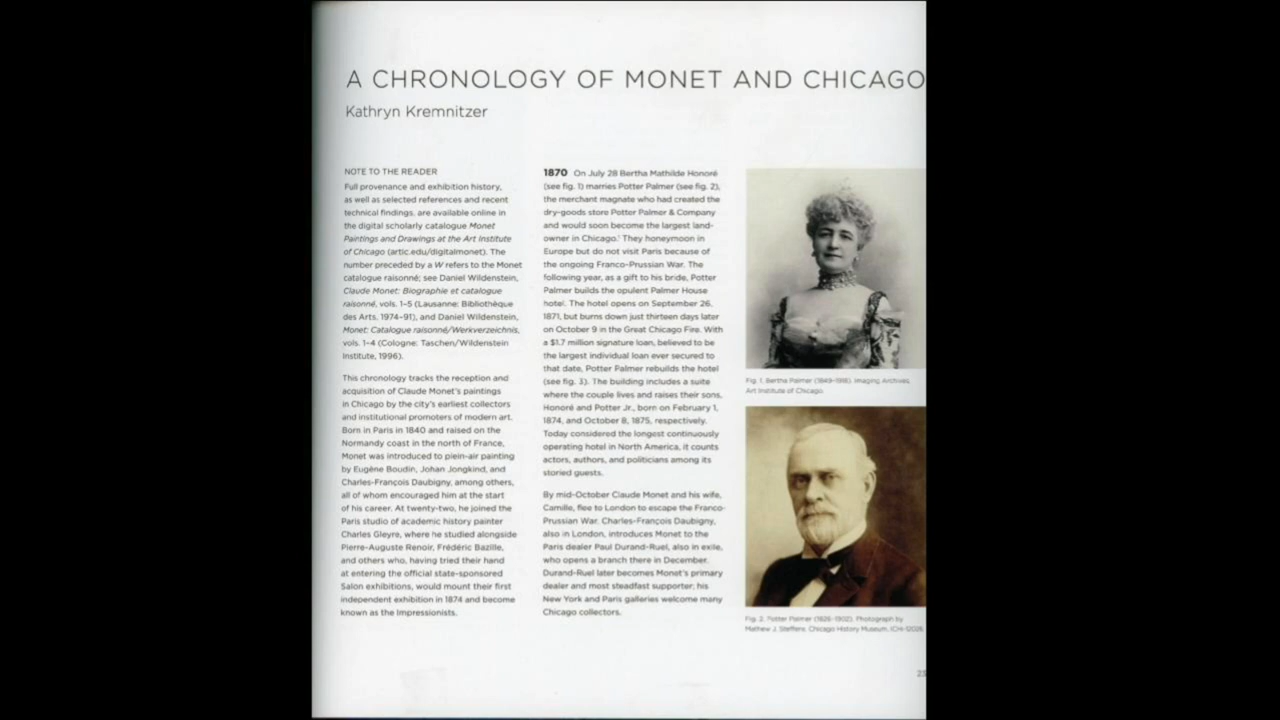 A CHRONOLOGY OF MONET AND CHICAGO
Kathryn Kremnitzer
NOTE TO THE READER
Full provenance and exhibition history,
as well as selected references and recent
technical findings, are available online in
the digital scholarly catalogue Monet
Paintings and Drawings at the Art Institute
of Chicago (artic.edu/digitalmonet). The
number preceded by a W refers to the Monet
catalogue raisonné; see Daniel Wildenstein,
Claude Monet: Biographie et catalogue
raisonné, vols. 1–5 (Lausanne: Bibliothèque
des Arts, 1974–91), and Daniel Wildenstein,
Monet: Catalogue raisonné/Werkverzeichnis,
vols. 1–4 (Cologne: Taschen/Wildenstein
Institute, 1996).
This chronology tracks the reception and
acquisition of Claude Monet's paintings
in Chicago by the city's earliest collectors
and institutional promoters of modern art.
Born in Paris in 1840 and raised on the
Normandy coast in the north of France,
Monet was introduced to plein-air painting
by Eugène Boudin, Johan Jongkind, and
Charles-François Daubigny, among others,
all of whom encouraged him at the start
of his career. At twenty-two, he joined the
Paris studio of academic history painter
Charles Gleyre, where he studied alongside
Pierre-Auguste Renoir, Frédéric Bazille,
and others who, having tried their hand
at entering the official state-sponsored
Salon exhibitions, would mount their first
independent exhibition in 1874 and become
known as the Impressionists.
1870 On July 28 Bertha Mathilde Honoré
(see fig. 1) marries Potter Palmer (see fig. 2),
the merchant magnate who had created the
dry-goods store Potter Palmer & Company
and would soon become the largest land-
owner in Chicago.¹ They honeymoon in
Europe but do not visit Paris because of
the ongoing Franco-Prussian War. The
following year, as a gift to his bride, Potter
Palmer builds the opulent Palmer House
hotel. The hotel opens on September 26,
1871, but burns down just thirteen days later
on October 9 in the Great Chicago Fire. With
a $1.7 million signature loan, believed to be
the largest individual loan ever secured to
that date, Potter Palmer rebuilds the hotel
(see fig. 3). The building includes a suite
where the couple lives and raises their sons,
Honoré and Potter Jr., born on February 1,
1874, and October 8, 1875, respectively.
Today considered the longest continuously
operating hotel in North America, it counts
actors, authors, and politicians among its
storied guests.
By mid-October Claude Monet and his wife,
Camille, flee to London to escape the Franco-
Prussian War. Charles-François Daubigny,
also in London, introduces Monet to the
Paris dealer Paul Durand-Ruel, also in exile,
who opens a branch there in December.
Durand-Ruel later becomes Monet's primary
dealer and most steadfast supporter; his
New York and Paris galleries welcome many
Chicago collectors.
Fig. 1. Bertha Palmer (1849–1918). Imaging Archives,
Art Institute of Chicago.
Fig. 2. Potter Palmer (1826–1902). Photograph by
Mathew J. Steffens, Chicago History Museum,